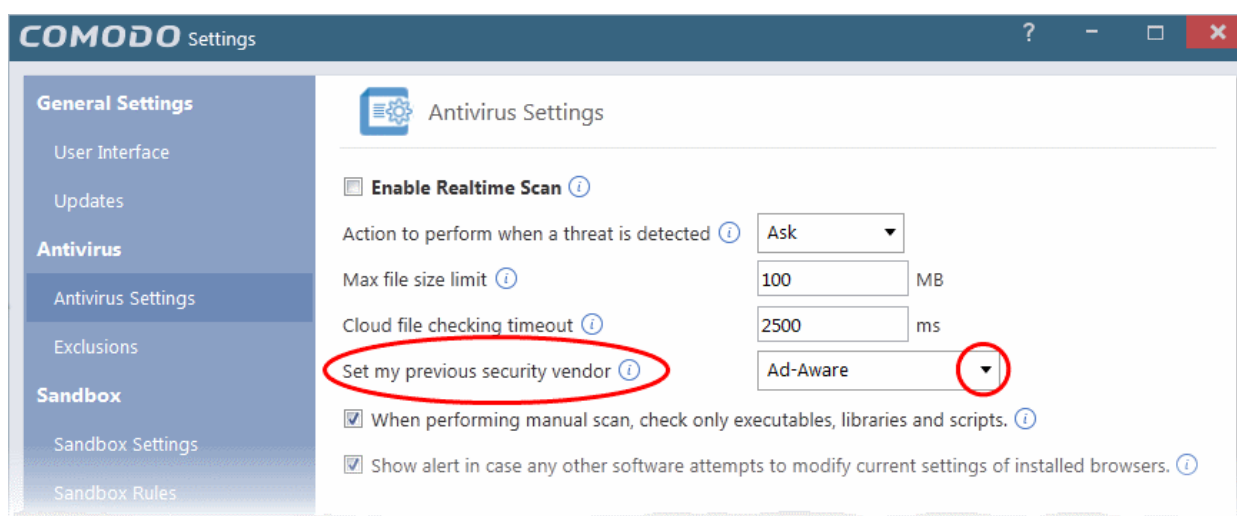 COMODO Settings
?
General Settings
User Interface
Updates
Antivirus
Antivirus Settings
Exclusions
Sandbox
Sandbox Settings
Sandbox Rules
Antivirus Settings
Enable Realtime Scan i
Action to perform when a threat is detected i Ask
Max file size limit i 100 MB
Cloud file checking timeout i 2500 ms
Set my previous security vendor i Ad-Aware
When performing manual scan, check only executables, libraries and scripts. i
Show alert in case any other software attempts to modify current settings of installed browsers. i